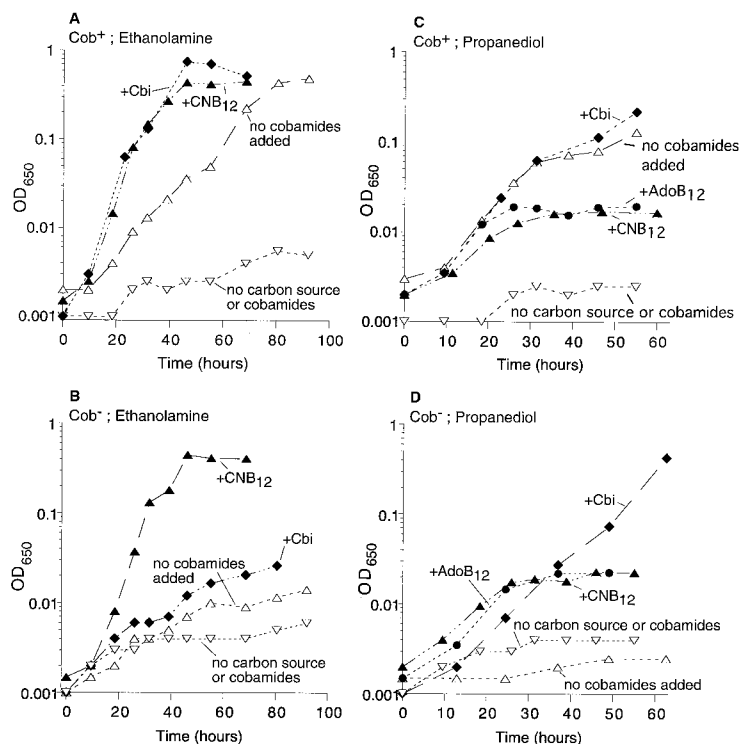 A
Cob+ ; Ethanolamine
1
0.1
0.01
0.001
OD650
+Cbi
+CNB12
no cobamides
added
no carbon source
or cobamides
0 20 40 60 80 100
Time (hours)
C
Cob+ ; Propanediol
1
0.1
0.01
0.001
OD650
+Cbi
no cobamides
added
+AdoB12
+CNB12
no carbon source or cobamides
0 10 20 30 40 50 60
Time (hours)
B
Cob- ; Ethanolamine
1
0.1
0.01
0.001
OD650
+CNB12
+Cbi
no cobamides
added
no carbon source
or cobamides
0 20 40 60 80 100
Time (hours)
D
Cob- ; Propanediol
1
0.1
0.01
0.001
OD650
+Cbi
+AdoB12
+CNB12
no carbon source
or cobamides
no cobamides added
0 10 20 30 40 50 60
Time (hours)